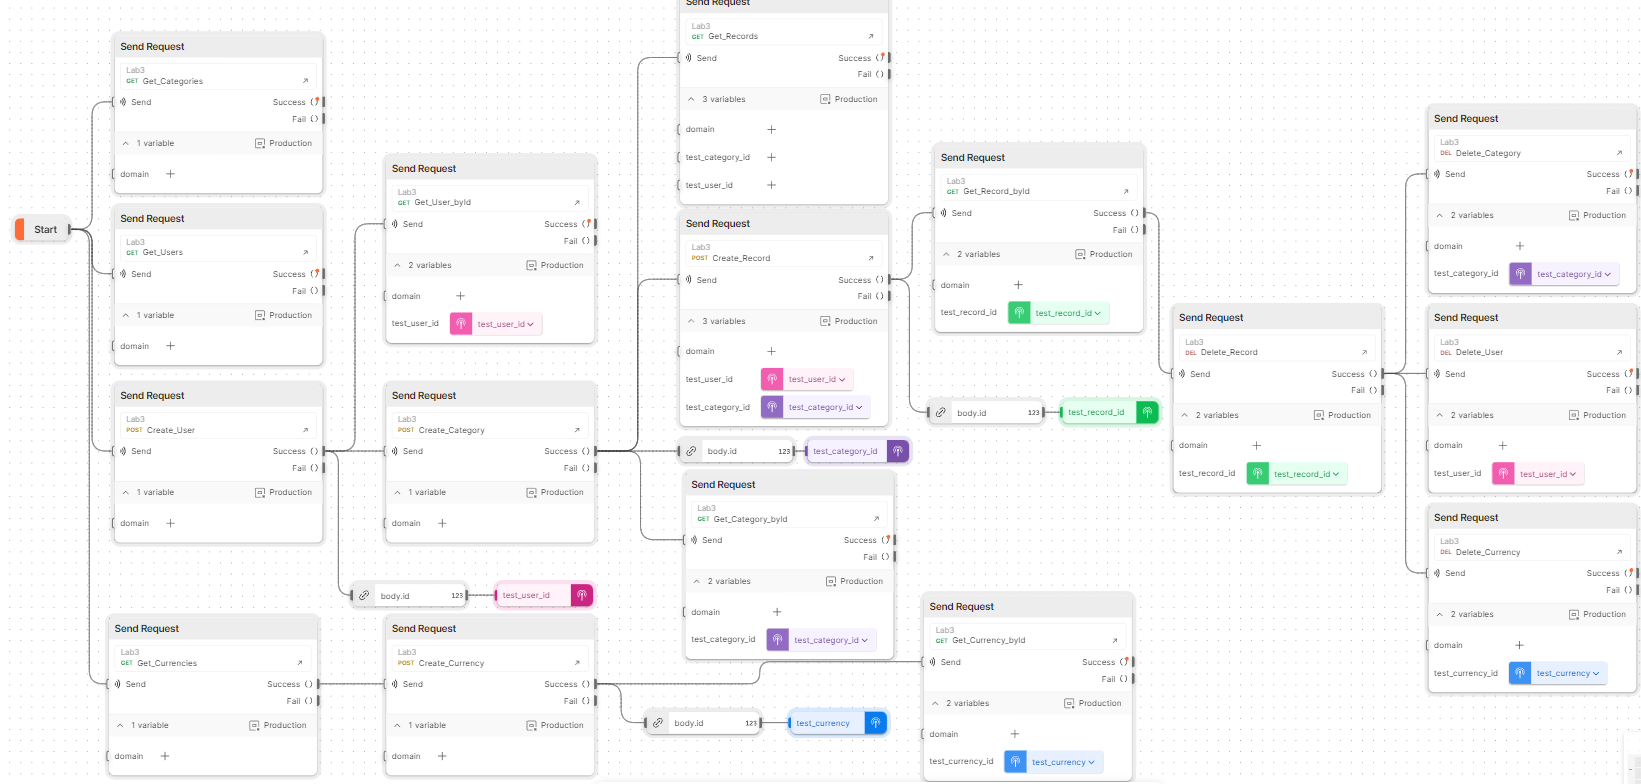 Start
Send Request
Lab3
GET Get_Categories
Send Success
Fail
1 variable Production
domain
Send Request
Lab3
GET Get_Users
Send Success
Fail
1 variable Production
domain
Send Request
Lab3
POST Create_User
Send Success
Fail
1 variable Production
domain
Send Request
Lab3
GET Get_Currencies
Send Success
Fail
1 variable Production
domain
Send Request
Lab3
GET Get_User_byId
Send Success
Fail
2 variables Production
domain
test_user_id test_user_id
Send Request
Lab3
POST Create_Category
Send Success
Fail
1 variable Production
domain
body.id 123 test_user_id
Send Request
Lab3
POST Create_Currency
Send Success
Fail
1 variable Production
domain
Send Request
Lab3
GET Get_Records
Send Success
Fail
3 variables Production
domain
test_category_id
test_user_id
Send Request
Lab3
POST Create_Record
Send Success
Fail
3 variables Production
domain
test_user_id test_user_id
test_category_id test_category_id
body.id 123 test_category_id
Send Request
Lab3
GET Get_Category_byId
Send Success
Fail
2 variables Production
domain
test_category_id test_category_id
body.id 123 test_currency
Send Request
Lab3
GET Get_Record_byId
Send Success
Fail
2 variables Production
domain
test_record_id test_record_id
body.id 123 test_record_id
Send Request
Lab3
GET Get_Currency_byId
Send Success
Fail
2 variables Production
domain
test_currency_id test_currency
Send Request
Lab3
DEL Delete_Record
Send Success
Fail
2 variables Production
domain
test_record_id test_record_id
Send Request
Lab3
DEL Delete_Category
Send Success
Fail
2 variables Production
domain
test_category_id test_category_id
Send Request
Lab3
DEL Delete_User
Send Success
Fail
2 variables Production
domain
test_user_id test_user_id
Send Request
Lab3
DEL Delete_Currency
Send Success
Fail
2 variables Production
domain
test_currency_id test_currency